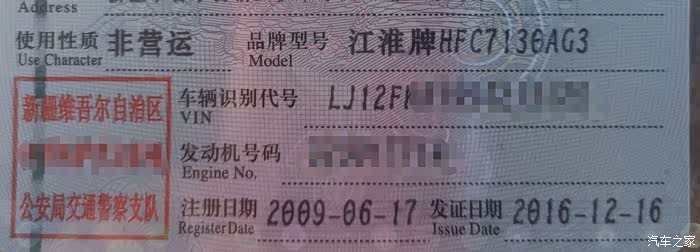 Address
使用性质 非营运 品牌型号 江淮牌HFC7136AG3
Use Character Model
新疆维吾尔自治区
车辆识别代号 LJ12F
VIN
发动机号码
Engine No.
公安局交通警察支队
注册日期 2009-06-17 发证日期 2016-12-16
Register Date Issue Date
汽车之家